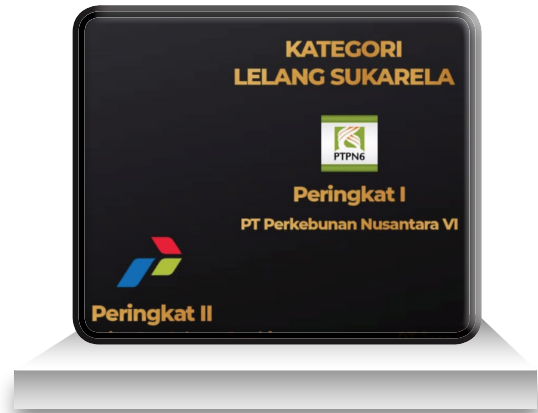 KATEGORI
LELANG SUKARELA
PTPN6
Peringkat I
PT Perkebunan Nusantara VI
Peringkat II